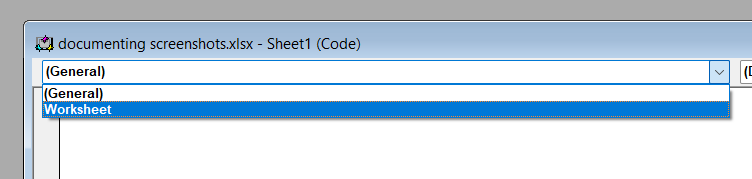 documenting screenshots.xlsx - Sheet1 (Code)
(General)
(D
(General)
Worksheet